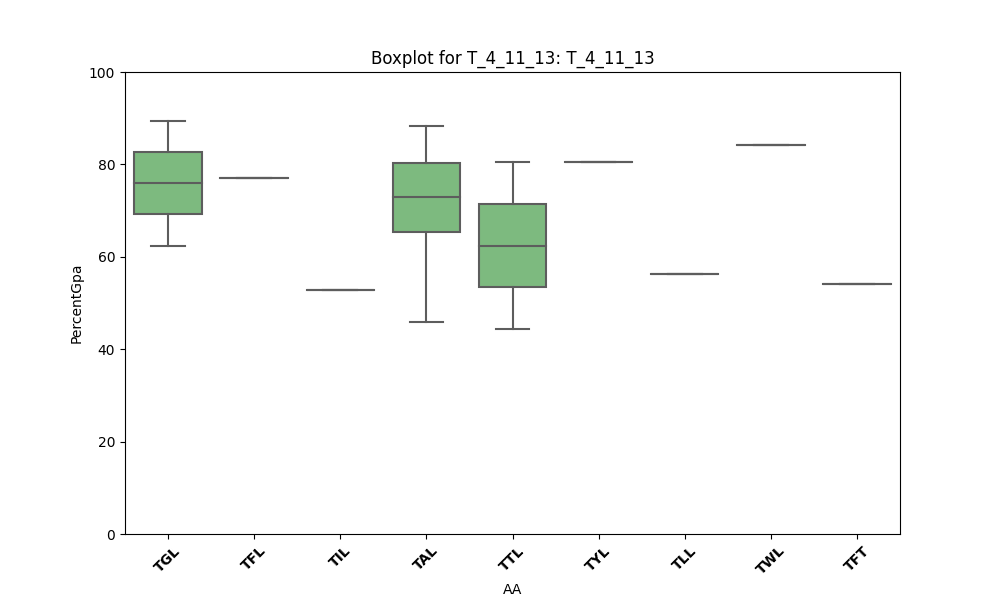 Boxplot for T_4_11_13: T_4_11_13
100
80
60
40
20
0
PercentGpa
TGL
TFL
TIL
TAL
TTL
TYL
TLL
TWL
TFT
AA